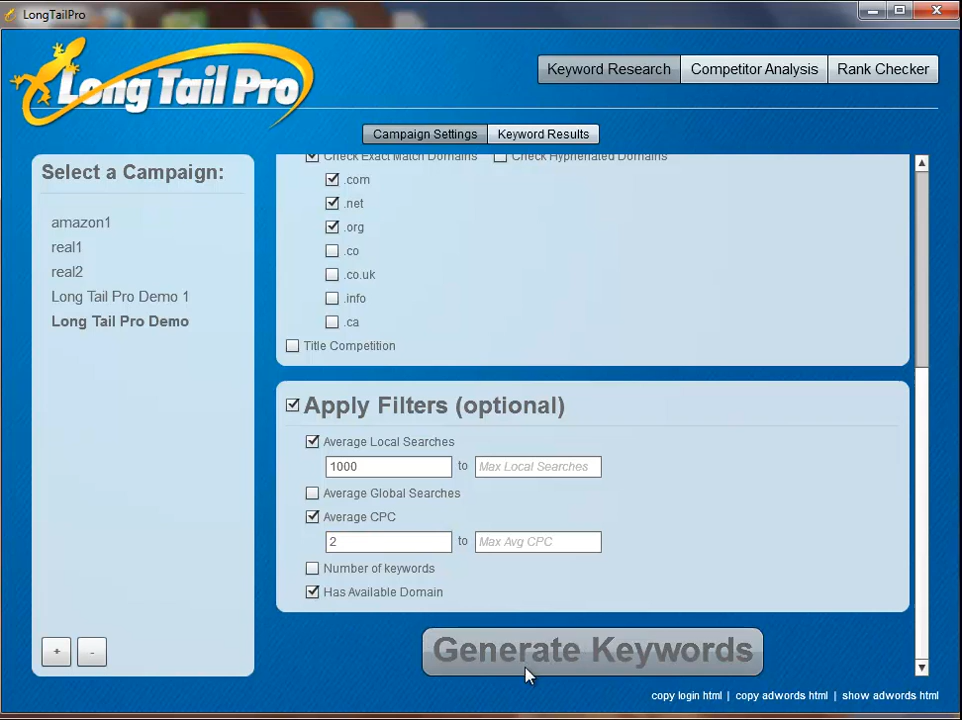 LongTailPro
Long Tail Pro
Keyword Research
Competitor Analysis
Rank Checker
Campaign Settings
Keyword Results
Select a Campaign:
amazon1
real1
real2
Long Tail Pro Demo 1
Long Tail Pro Demo
+
-
Check Exact Match Domains
Check Hyphenated Domains
.com
.net
.org
.co
.co.uk
.info
.ca
Title Competition
Apply Filters (optional)
Average Local Searches
1000 to Max Local Searches
Average Global Searches
Average CPC
2 to Max Avg CPC
Number of keywords
Has Available Domain
Generate Keywords
copy login html | copy adwords html | show adwords html